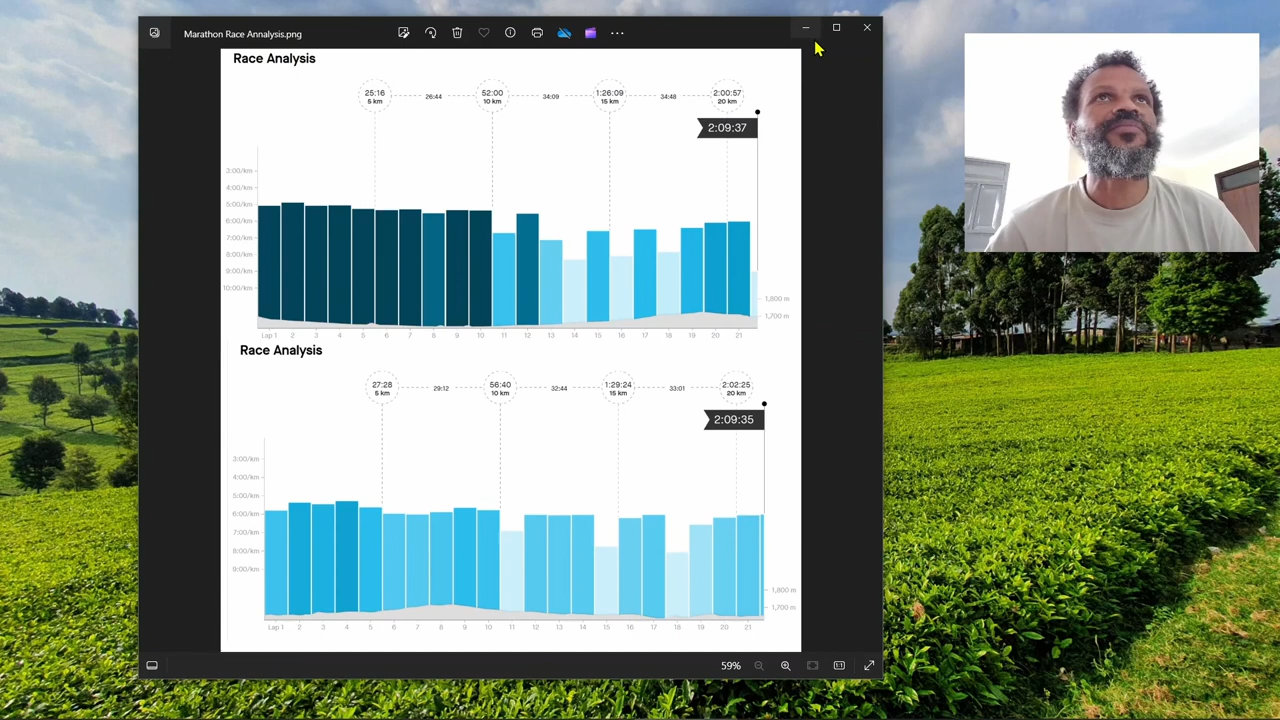 Marathon Race Annalysis.png
Race Analysis
25:16
5 km
26:44
52:00
10 km
34:09
1:26:09
15 km
34:48
2:00:57
20 km
2:09:37
3:00/km
4:00/km
5:00/km
6:00/km
7:00/km
8:00/km
9:00/km
10:00/km
1,800 m
1,700 m
Lap 1 2 3 4 5 6 7 8 9 10 11 12 13 14 15 16 17 18 19 20 21
Race Analysis
27:28
5 km
29:12
56:40
10 km
32:44
1:29:24
15 km
33:01
2:02:25
20 km
2:09:35
3:00/km
4:00/km
5:00/km
6:00/km
7:00/km
8:00/km
9:00/km
1,800 m
1,700 m
Lap 1 2 3 4 5 6 7 8 9 10 11 12 13 14 15 16 17 18 19 20 21
59%
1:1